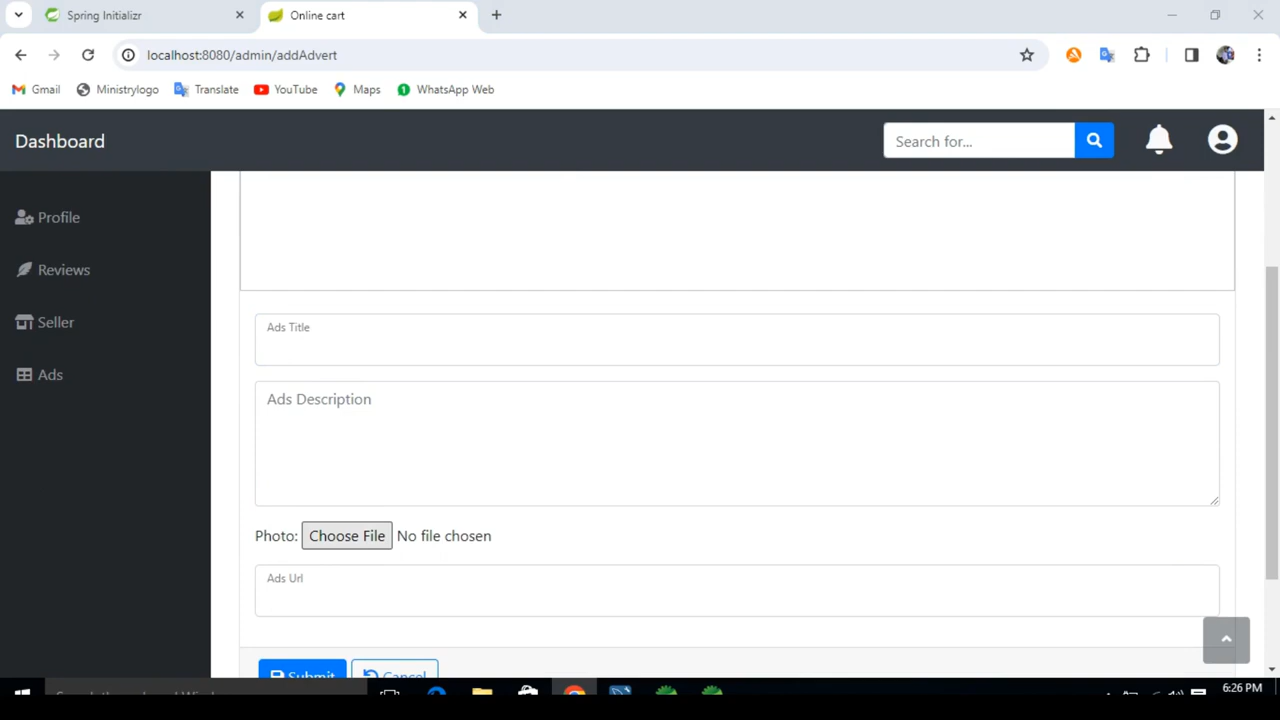 Spring Initializr
Online cart
localhost:8080/admin/addAdvert
Gmail
Ministrylogo
Translate
YouTube
Maps
1
WhatsApp Web
Dashboard
Search for...
Profile
Reviews
Seller
Ads
Ads Title
Ads Description
Photo: Choose File No file chosen
Ads Url
Submit
Cancel
6:26 PM